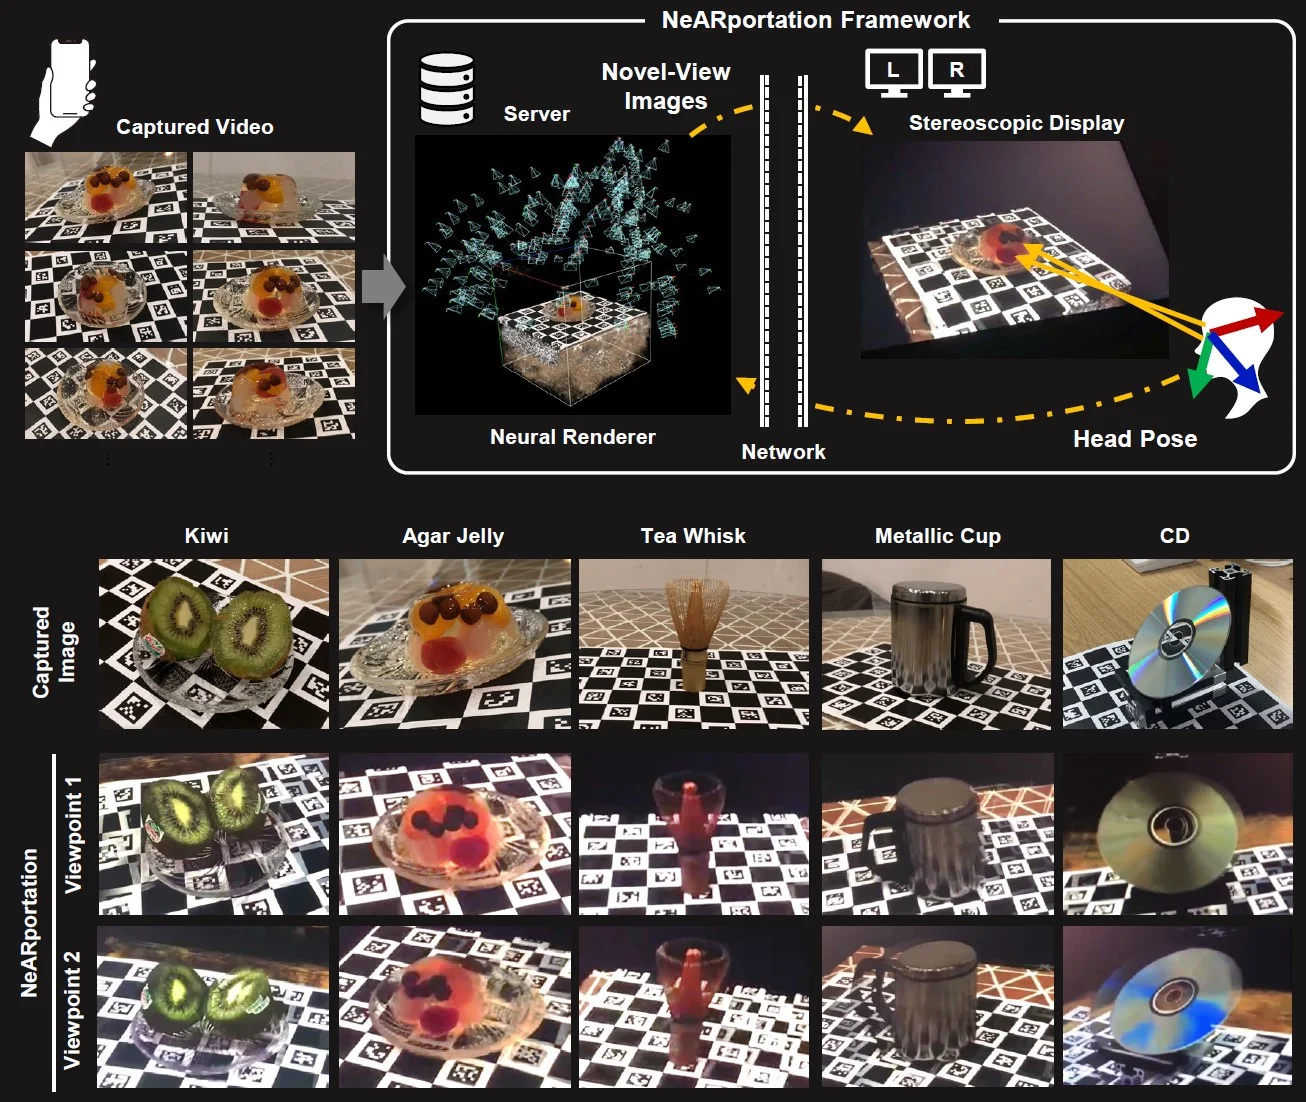 NeARportation Framework
Captured Video
Server
Novel-View
Images
L R
Stereoscopic Display
Neural Renderer
Network
Head Pose
Kiwi
Agar Jelly
Tea Whisk
Metallic Cup
CD
Captured
Image
NeARportation
Viewpoint 1
Viewpoint 2